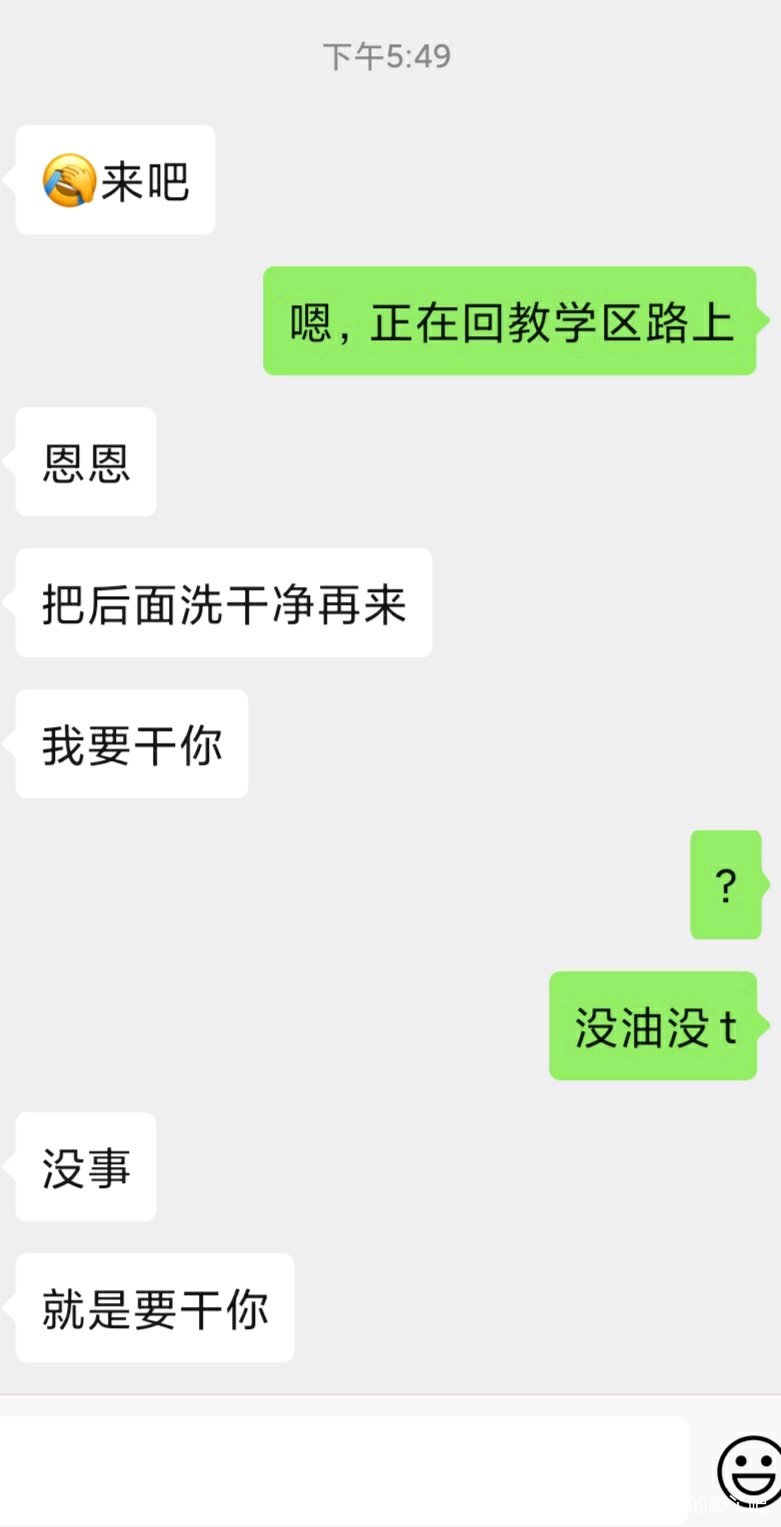 下午5:49
🤦来吧
嗯，正在回教学区路上
恩恩
把后面洗干净再来
我要干你
？
没油没t
没事
就是要干你